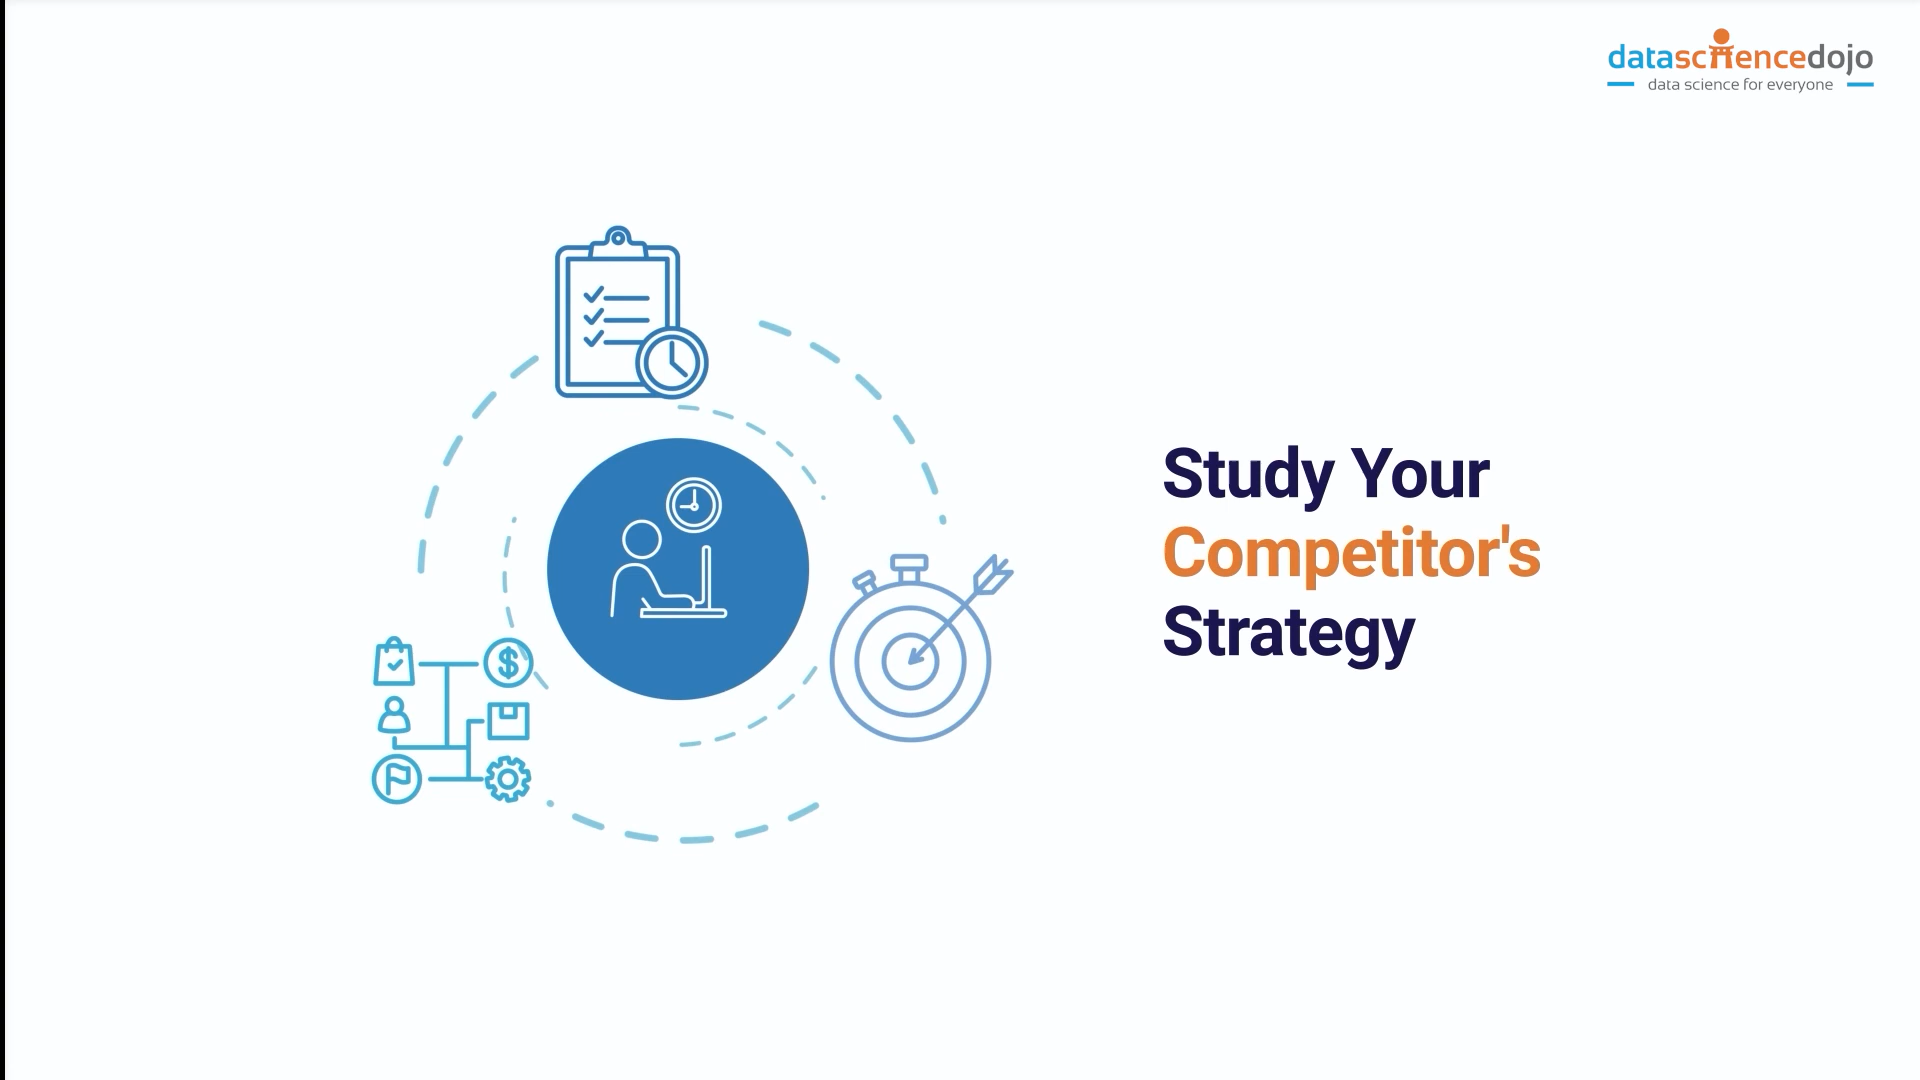 datasciencedojo
data science for everyone
Study Your
Competitor's
Strategy
$